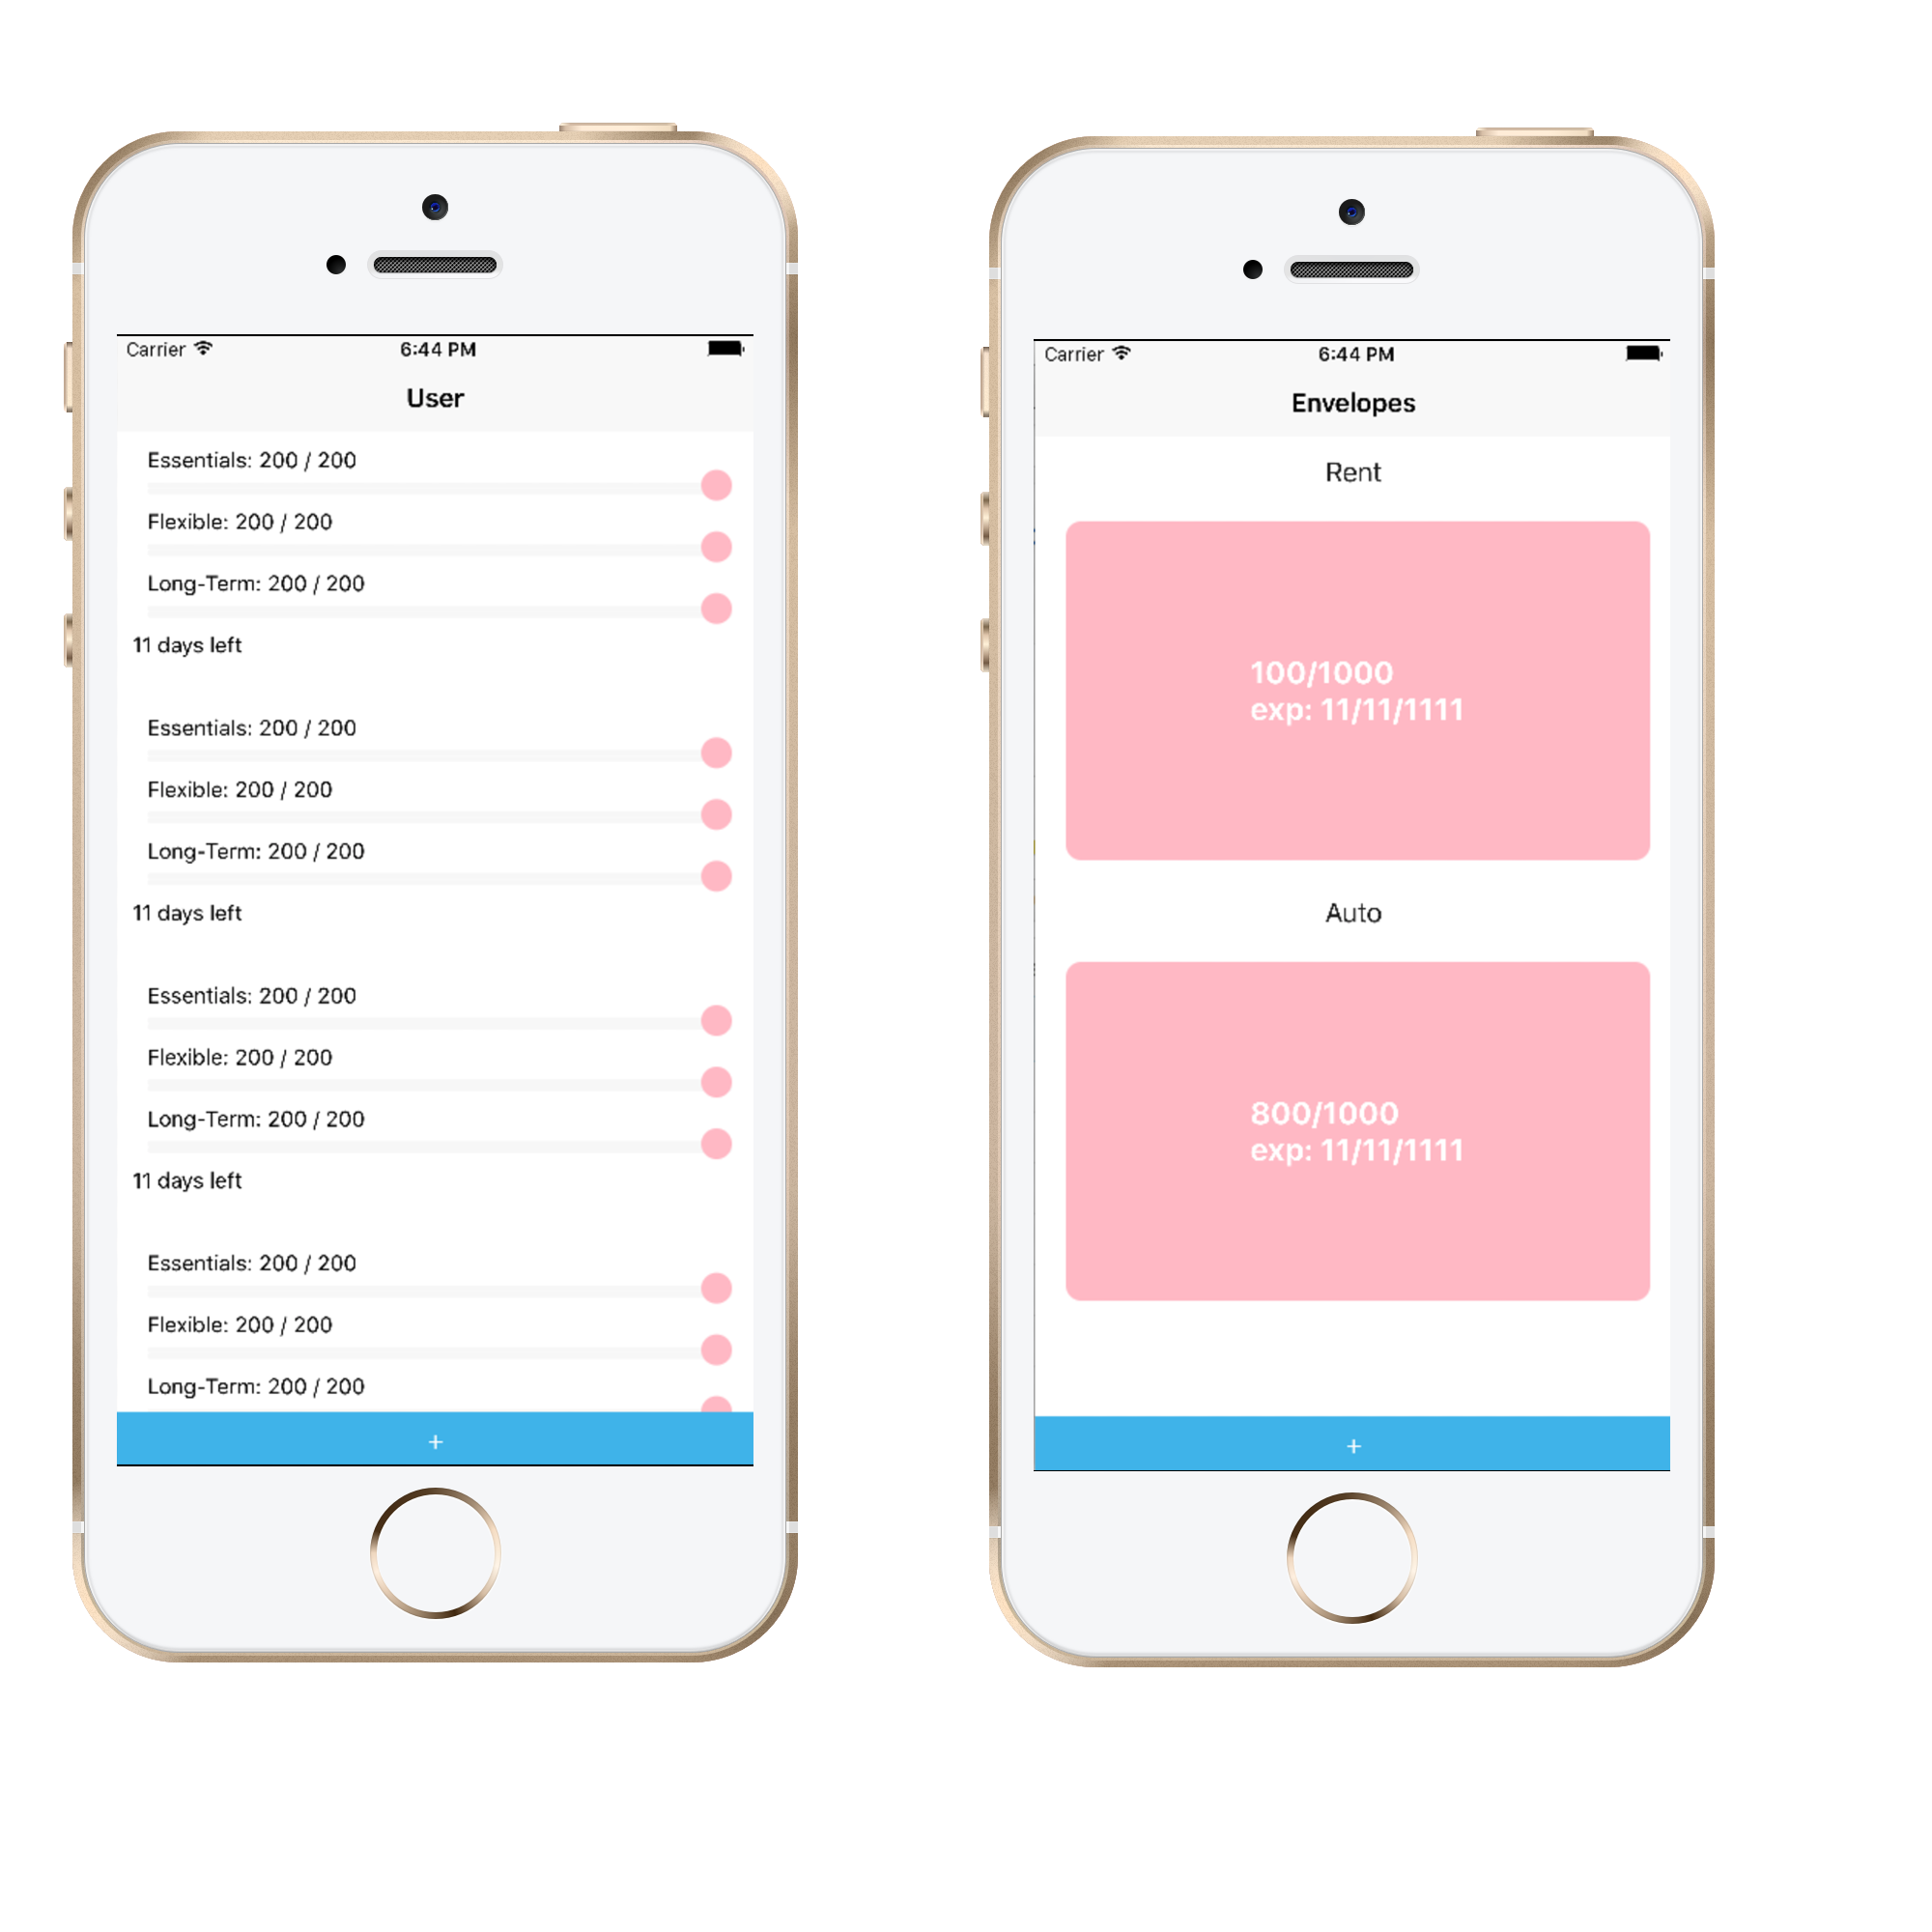 Carrier
6:44 PM
User
Essentials: 200 / 200
Flexible: 200 / 200
Long-Term: 200 / 200
11 days left
Essentials: 200 / 200
Flexible: 200 / 200
Long-Term: 200 / 200
11 days left
Essentials: 200 / 200
Flexible: 200 / 200
Long-Term: 200 / 200
11 days left
Essentials: 200 / 200
Flexible: 200 / 200
Long-Term: 200 / 200
+
Carrier
6:44 PM
Envelopes
Rent
100/1000
exp: 11/11/1111
Auto
800/1000
exp: 11/11/1111
+